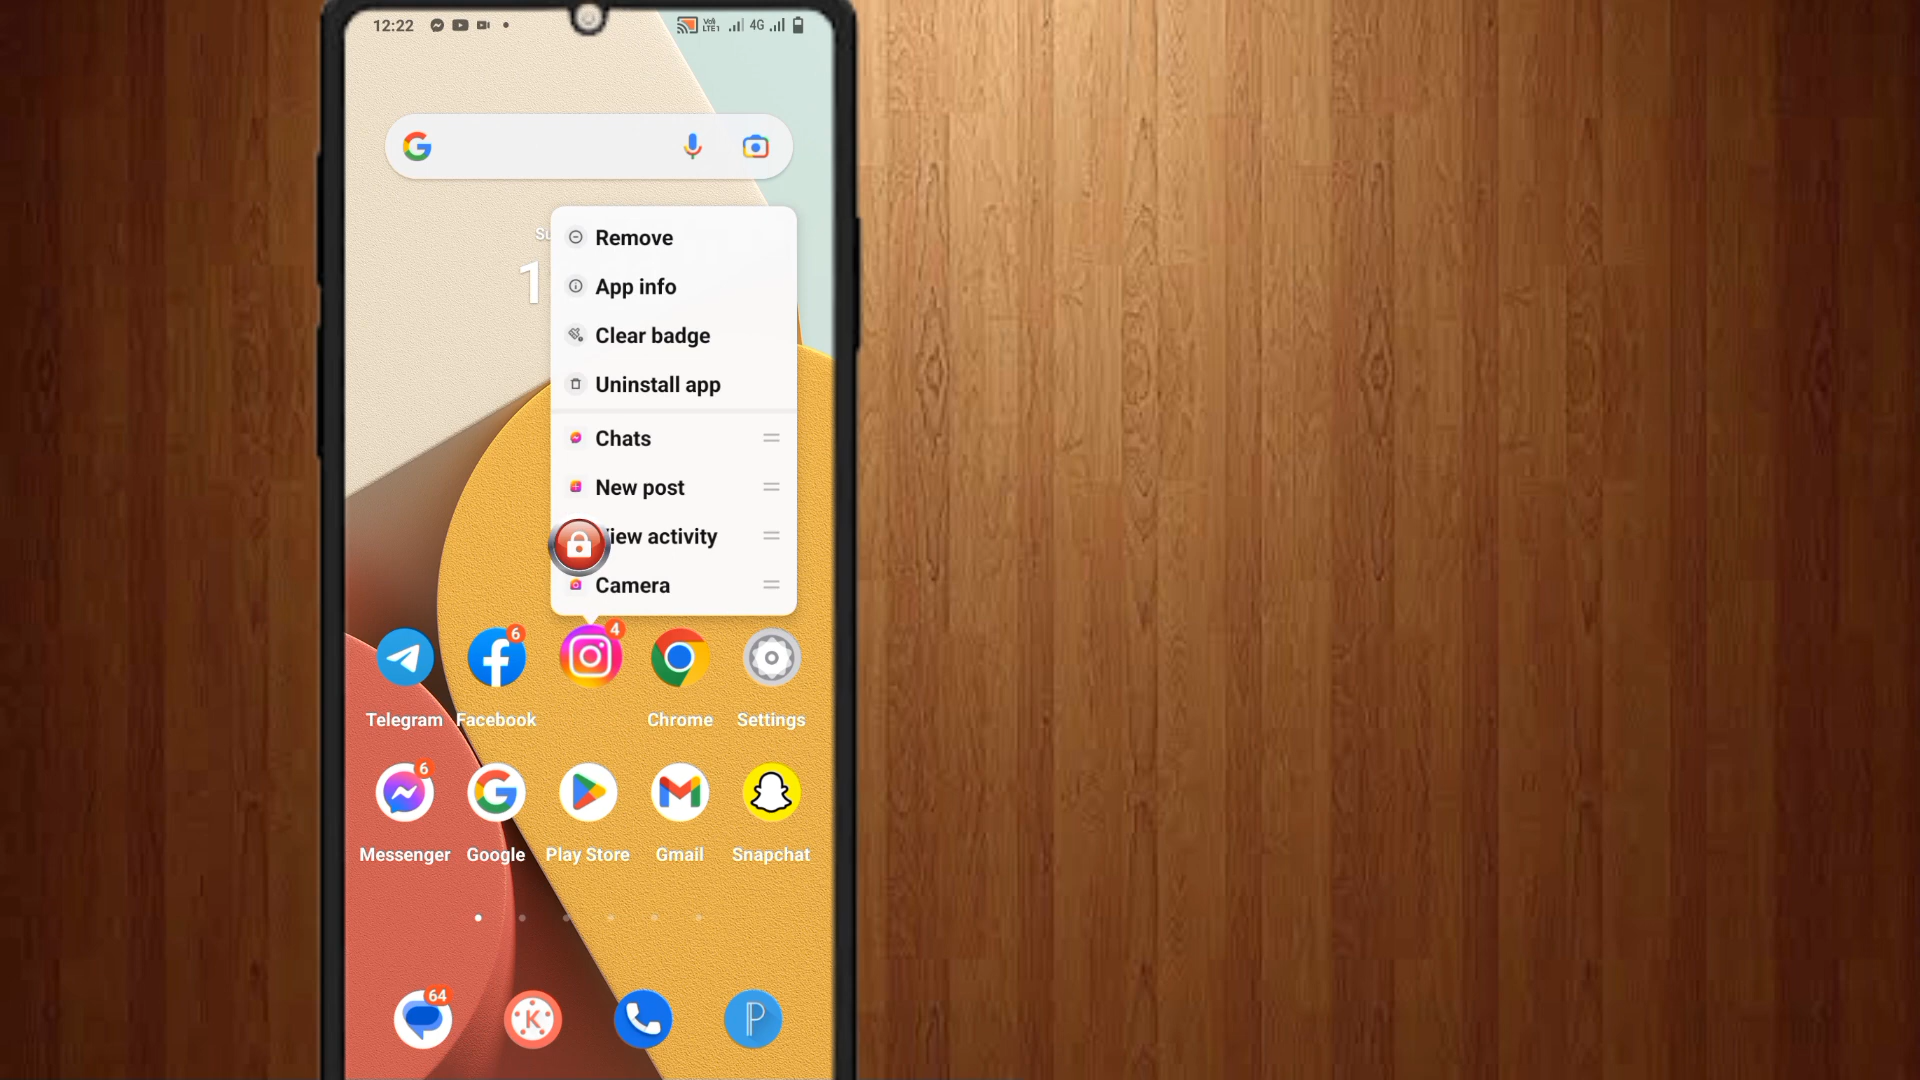 12:22
4G
Remove
App info
Clear badge
Uninstall app
Chats
New post
iew activity
Camera
6
4
Telegram
Facebook
Chrome
Settings
6
Messenger
Google
Play Store
Gmail
Snapchat
64
K
P